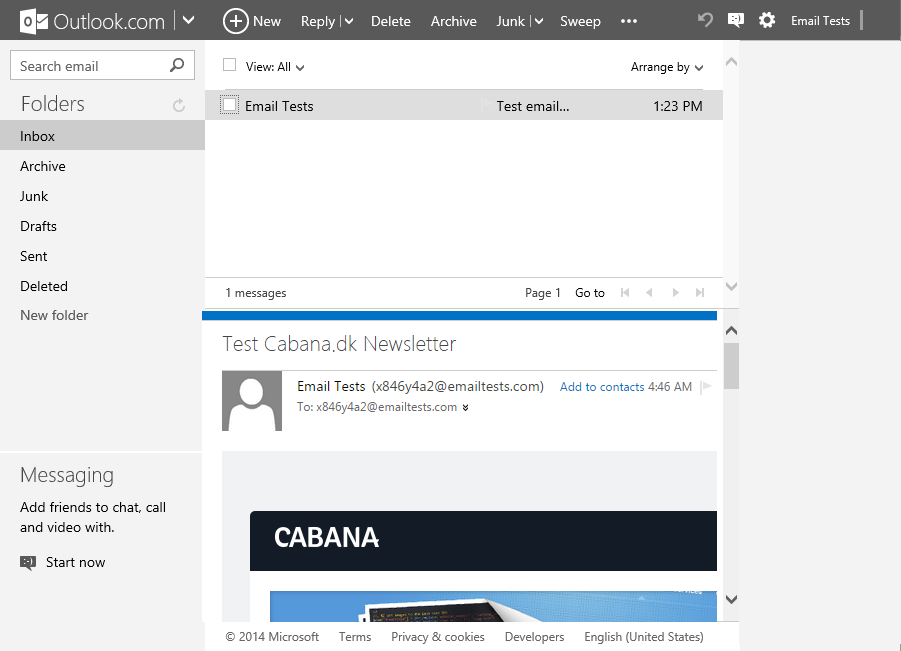 Outlook.com New Reply Delete Archive Junk Sweep ••• Email Tests
Search email
Folders
Inbox
Archive
Junk
Drafts
Sent
Deleted
New folder
Messaging
Add friends to chat, call
and video with.
Start now
View: All Arrange by
Email Tests Test email... 1:23 PM
1 messages Page 1 Go to
Test Cabana.dk Newsletter
Email Tests (x846y4a2@emailtests.com) Add to contacts 4:46 AM
To: x846y4a2@emailtests.com
CABANA
© 2014 Microsoft Terms Privacy & cookies Developers English (United States)